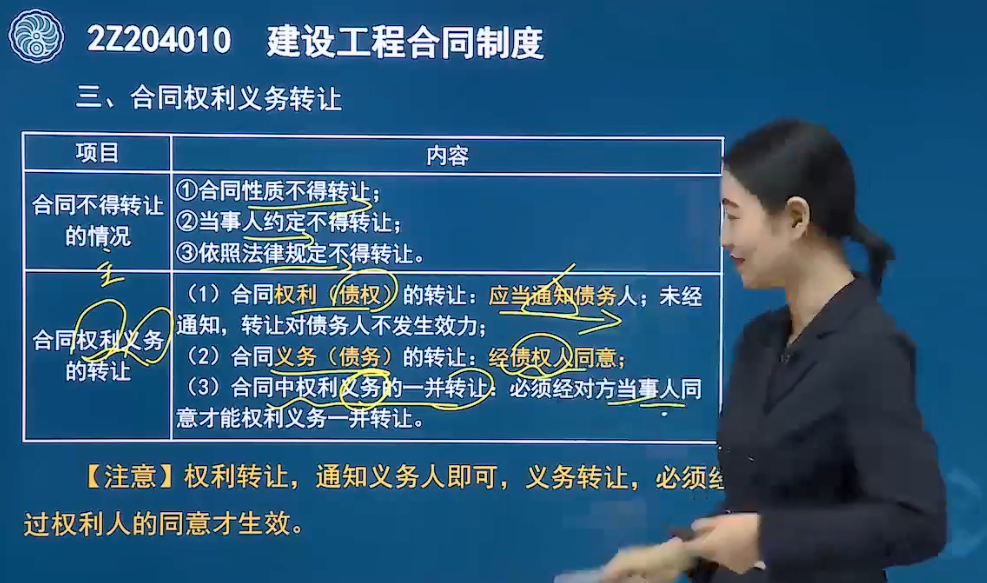 2Z204010 建设工程合同制度
三、合同权利义务转让
项目
内容
合同不得转让
的情况
①合同性质不得转让；
②当事人约定不得转让；
③依照法律规定不得转让。
合同权利义务
的转让
（1）合同权利（债权）的转让：应当通知债务人；未经
通知，转让对债务人不发生效力；
（2）合同义务（债务）的转让：经债权人同意；
（3）合同中权利义务的一并转让：必须经对方当事人同
意才能权利义务一并转让。
【注意】权利转让，通知义务人即可，义务转让，必须经
过权利人的同意才生效。